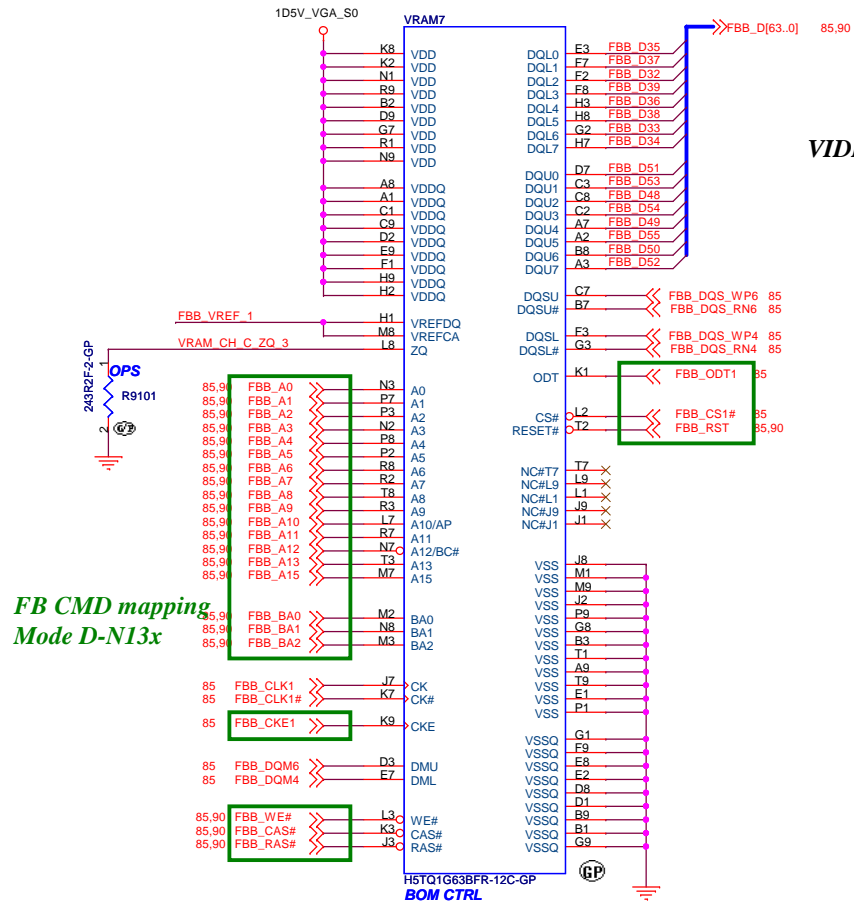 1D5V_VGA_S0
VRAM7
FBB_D[63..0] 85,90
K8 VDD DQL0 E3 FBB_D35
K2 VDD DQL1 F7 FBB_D37
N1 VDD DQL2 F2 FBB_D32
R9 VDD DQL3 F8 FBB_D39
B2 VDD DQL4 H3 FBB_D36
D9 VDD DQL5 H8 FBB_D38
G7 VDD DQL6 G2 FBB_D33
R1 VDD DQL7 H7 FBB_D34
N9 VDD
A8 VDDQ DQU0 D7 FBB_D51
A1 VDDQ DQU1 C3 FBB_D53
C1 VDDQ DQU2 C8 FBB_D48
C9 VDDQ DQU3 C2 FBB_D54
D2 VDDQ DQU4 A7 FBB_D49
E9 VDDQ DQU5 A2 FBB_D55
F1 VDDQ DQU6 B8 FBB_D50
H9 VDDQ DQU7 A3 FBB_D52
H2 VDDQ
DQSU C7 FBB_DQS_WP6 85
DQSU# B7 FBB_DQS_RN6 85
FBB_VREF_1 H1 VREFDQ
M8 VREFCA DQSL F3 FBB_DQS_WP4 85
VRAM_CH_C_ZQ_3 L8 ZQ DQSL# G3 FBB_DQS_RN4 85
243R2F-2-GP
1
OPS
R9101
2
GP
ODT K1 FBB_ODT1 85
CS# L2 FBB_CS1# 85
RESET# T2 FBB_RST 85,90
85,90 FBB_A0 N3 A0
85,90 FBB_A1 P7 A1
85,90 FBB_A2 P3 A2
85,90 FBB_A3 N2 A3
85,90 FBB_A4 P8 A4
85,90 FBB_A5 P2 A5
85,90 FBB_A6 R8 A6
85,90 FBB_A7 R2 A7
85,90 FBB_A8 T8 A8
85,90 FBB_A9 R3 A9
85,90 FBB_A10 L7 A10/AP
85,90 FBB_A11 R7 A11
85,90 FBB_A12 N7 A12/BC#
85,90 FBB_A13 T3 A13
85,90 FBB_A15 M7 A15
NC#T7 T7
NC#L9 L9
NC#L1 L1
NC#J9 J9
NC#J1 J1
FB CMD mapping
Mode D-N13x
85,90 FBB_BA0 M2 BA0
85,90 FBB_BA1 N8 BA1
85,90 FBB_BA2 M3 BA2
VSS J8
VSS M1
VSS M9
VSS J2
VSS P9
VSS G8
VSS B3
VSS T1
VSS A9
VSS T9
VSS E1
VSS P1
85 FBB_CLK1 J7 CK
85 FBB_CLK1# K7 CK#
85 FBB_CKE1 K9 CKE
85 FBB_DQM6 D3 DMU
85 FBB_DQM4 E7 DML
85,90 FBB_WE# L3 WE#
85,90 FBB_CAS# K3 CAS#
85,90 FBB_RAS# J3 RAS#
VSSQ G1
VSSQ F9
VSSQ E8
VSSQ E2
VSSQ D8
VSSQ D1
VSSQ B9
VSSQ B1
VSSQ G9
H5TQ1G63BFR-12C-GP
BOM CTRL
GP